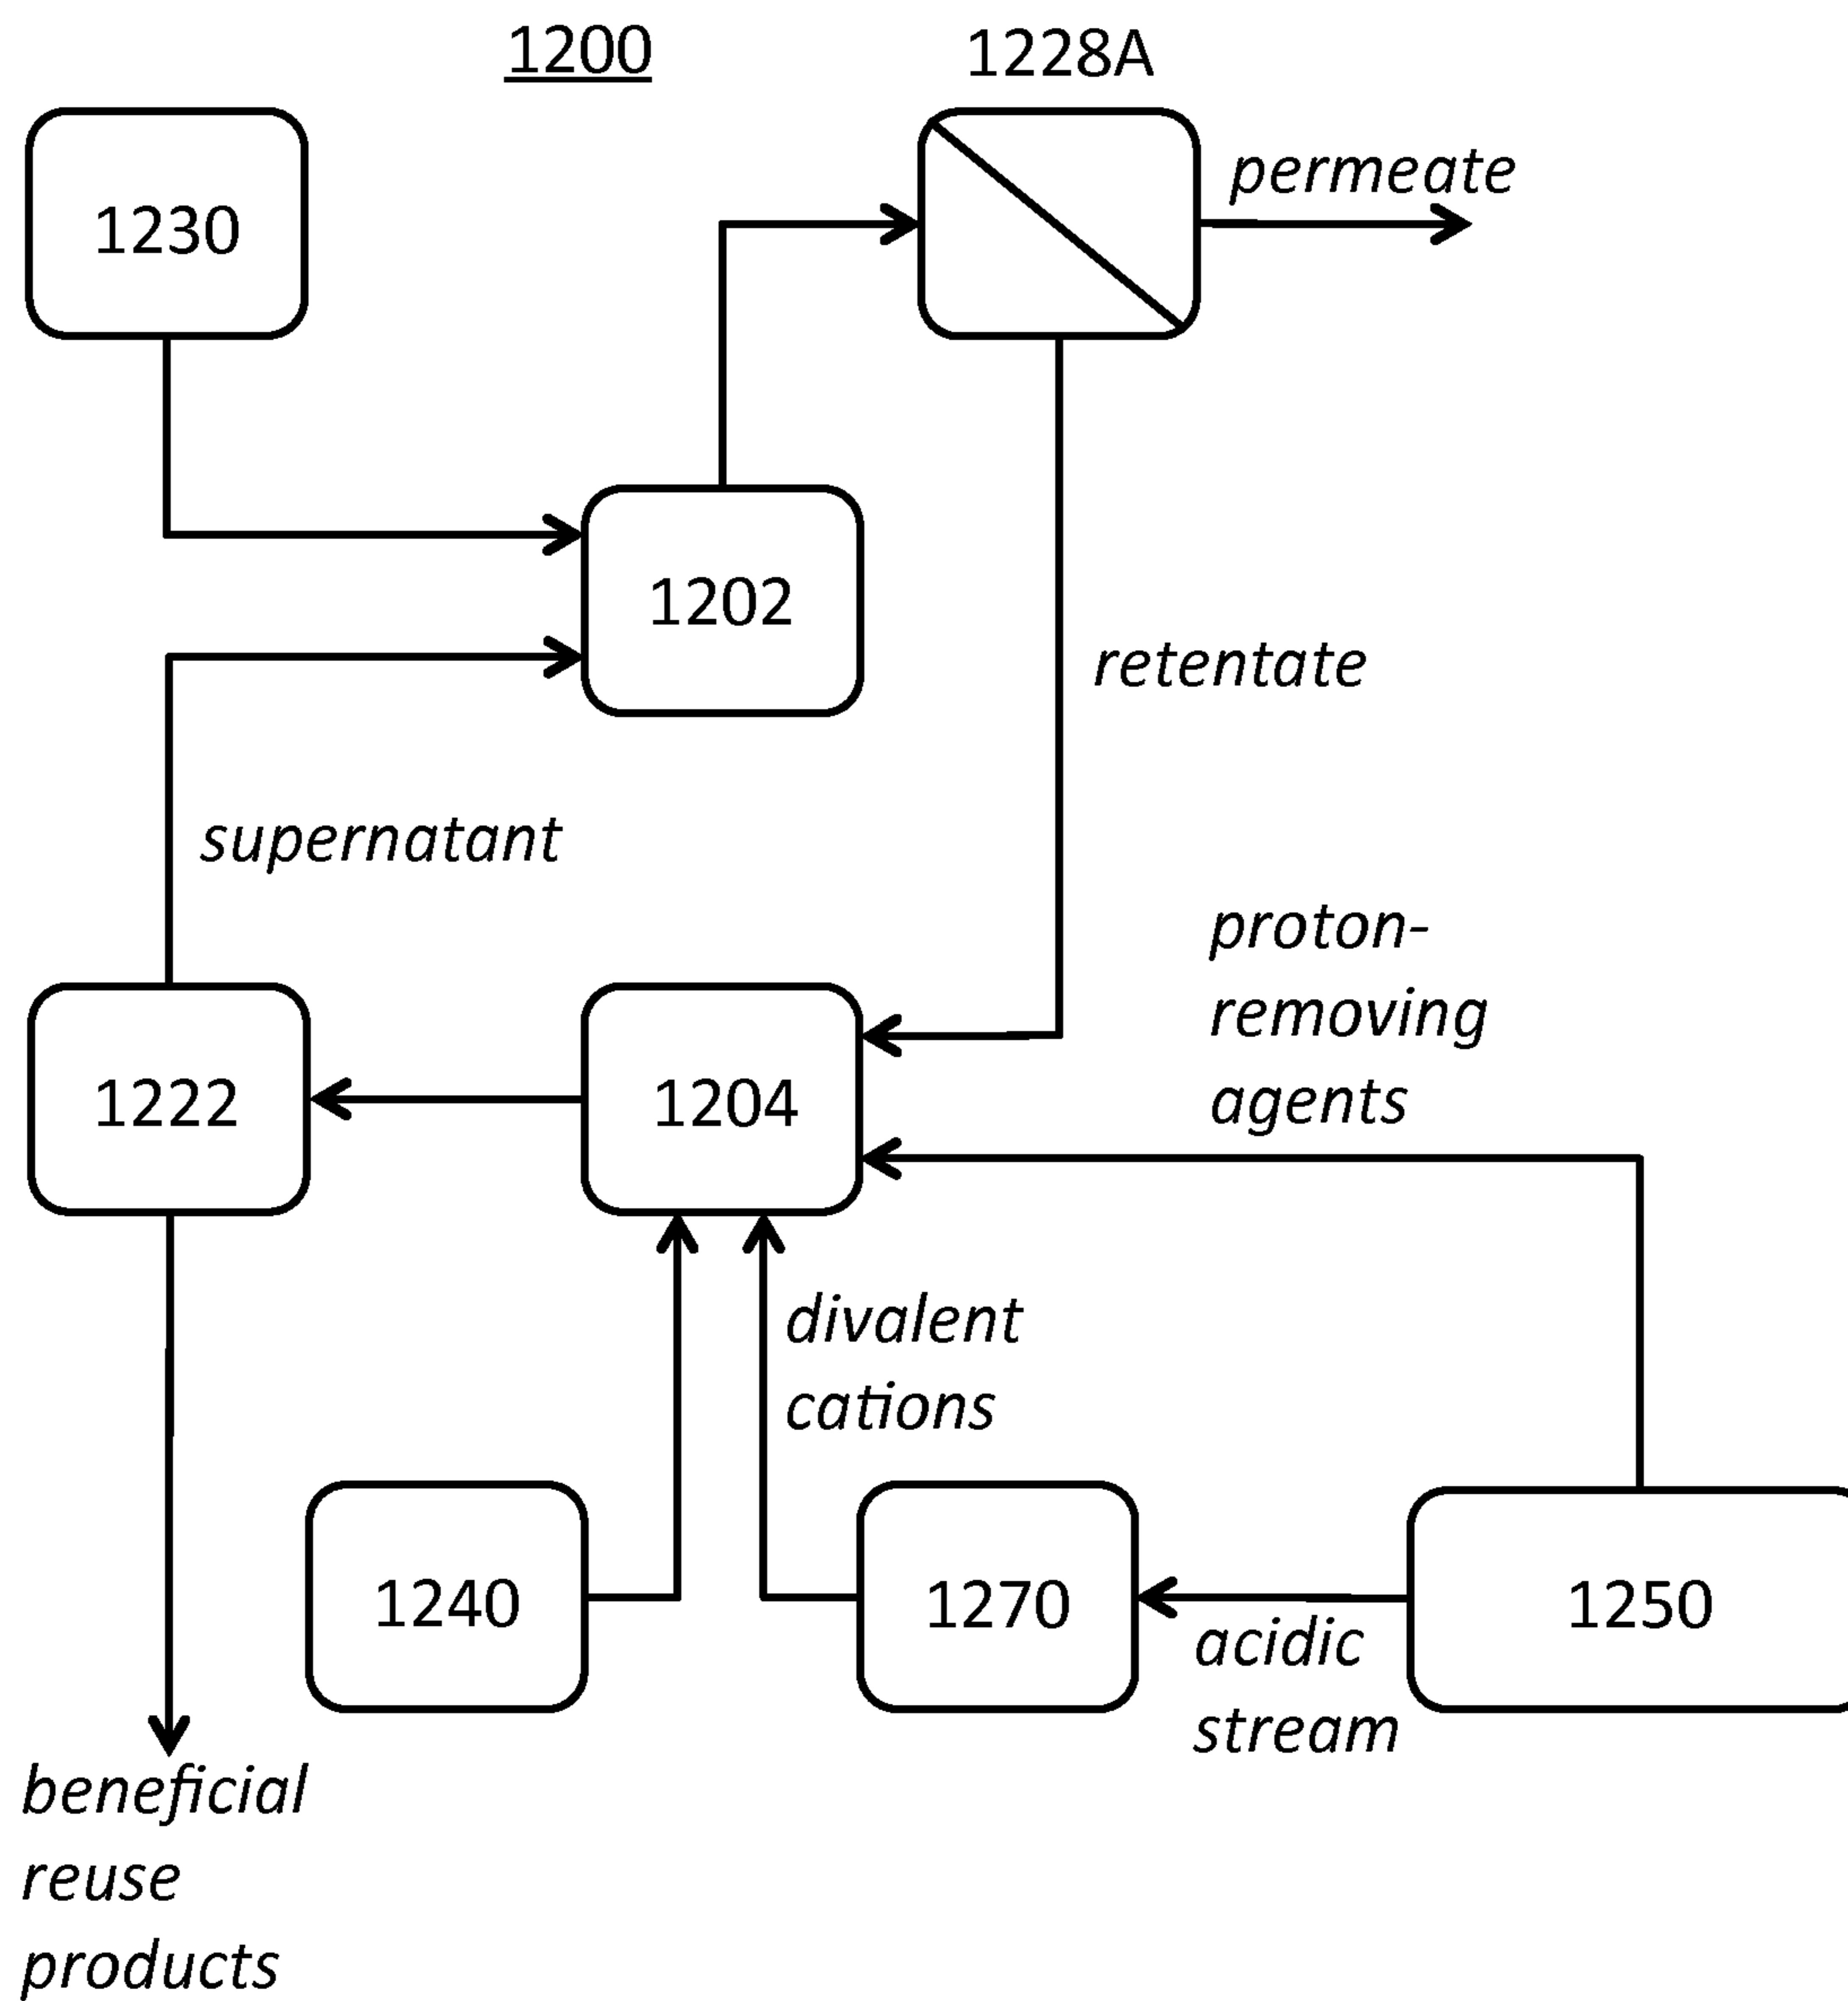 1200
1228A
permeate
1230
1202
retentate
supernatant
proton-
removing
agents
1222
1204
divalent
cations
1240
1270
1250
acidic
stream
beneficial
reuse
products